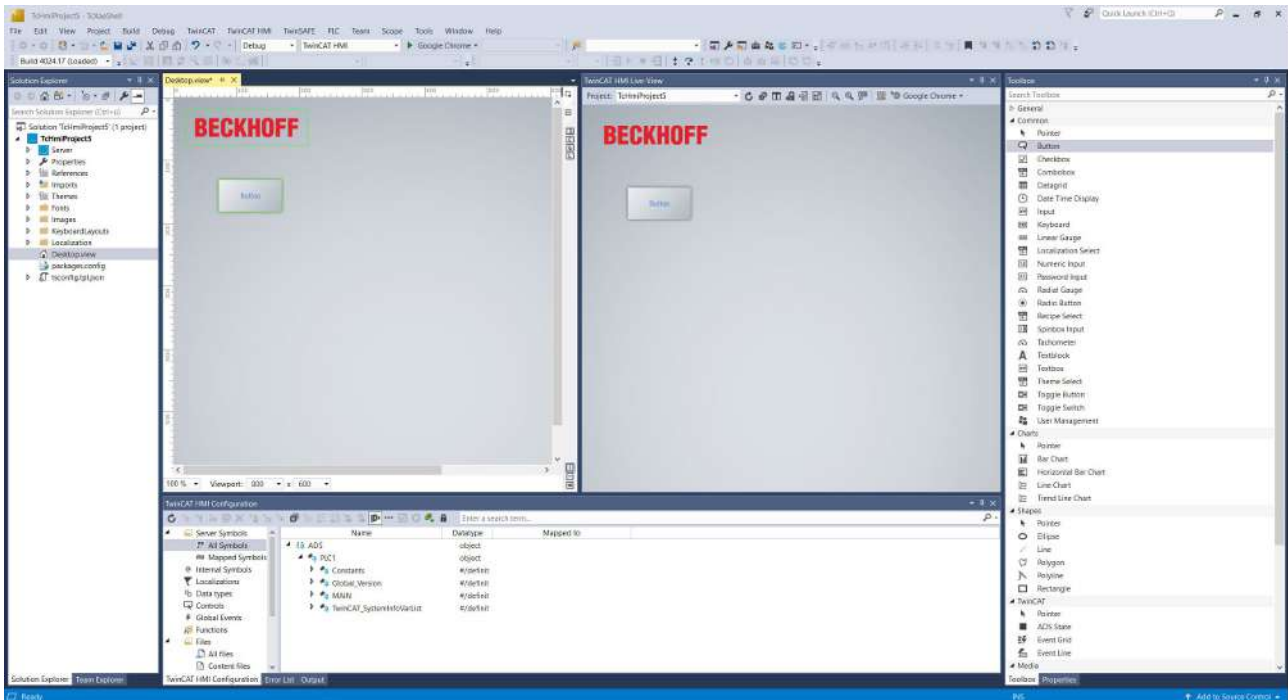 TcHmiProject5 - TcXaeShell
Quick Launch (Ctrl+Q)
File Edit View Project Build Debug TwinCAT TwinCAT HMI TwinSAFE PLC Team Scope Tools Window Help
Debug TwinCAT HMI Google Chrome
Build 4024.17 (Loaded)
Solution Explorer
Search Solution Explorer (Ctrl+ü)
Solution 'TcHmiProject5' (1 project)
TcHmiProject5
Server
Properties
References
Imports
Themes
Fonts
Images
KeyboardLayouts
Localization
Desktop.view
packages.config
tsconfig.tpl.json
Solution Explorer Team Explorer
Desktop.view*
BECKHOFF
Button
100 % Viewport: 800 x 600
TwinCAT HMI Live View
Project: TcHmiProject5 Google Chrome
BECKHOFF
Button
TwinCAT HMI Configuration
Enter a search term...
Server Symbols
All Symbols
Mapped Symbols
Internal Symbols
Localizations
Data types
Controls
Global Events
Functions
Files
All files
Content files
Name Datatype Mapped to
ADS object
PLC1 object
Constants #/definit
Global_Version #/definit
MAIN #/definit
TwinCAT_SystemInfoVarList #/definit
TwinCAT HMI Configuration Error List Output
Toolbox
Search Toolbox
General
Common
Pointer
Button
Checkbox
Combobox
Datagrid
Date Time Display
Input
Keyboard
Linear Gauge
Localization Select
Numeric Input
Password Input
Radial Gauge
Radio Button
Recipe Select
Spinbox Input
Tachometer
Textblock
Textbox
Theme Select
Toggle Button
Toggle Switch
User Management
Charts
Pointer
Bar Chart
Horizontal Bar Chart
Line Chart
Trend Line Chart
Shapes
Pointer
Ellipse
Line
Polygon
Polyline
Rectangle
TwinCAT
Pointer
ADS State
Event Grid
Event Line
Media
Toolbox Properties
Ready
INS
Add to Source Control